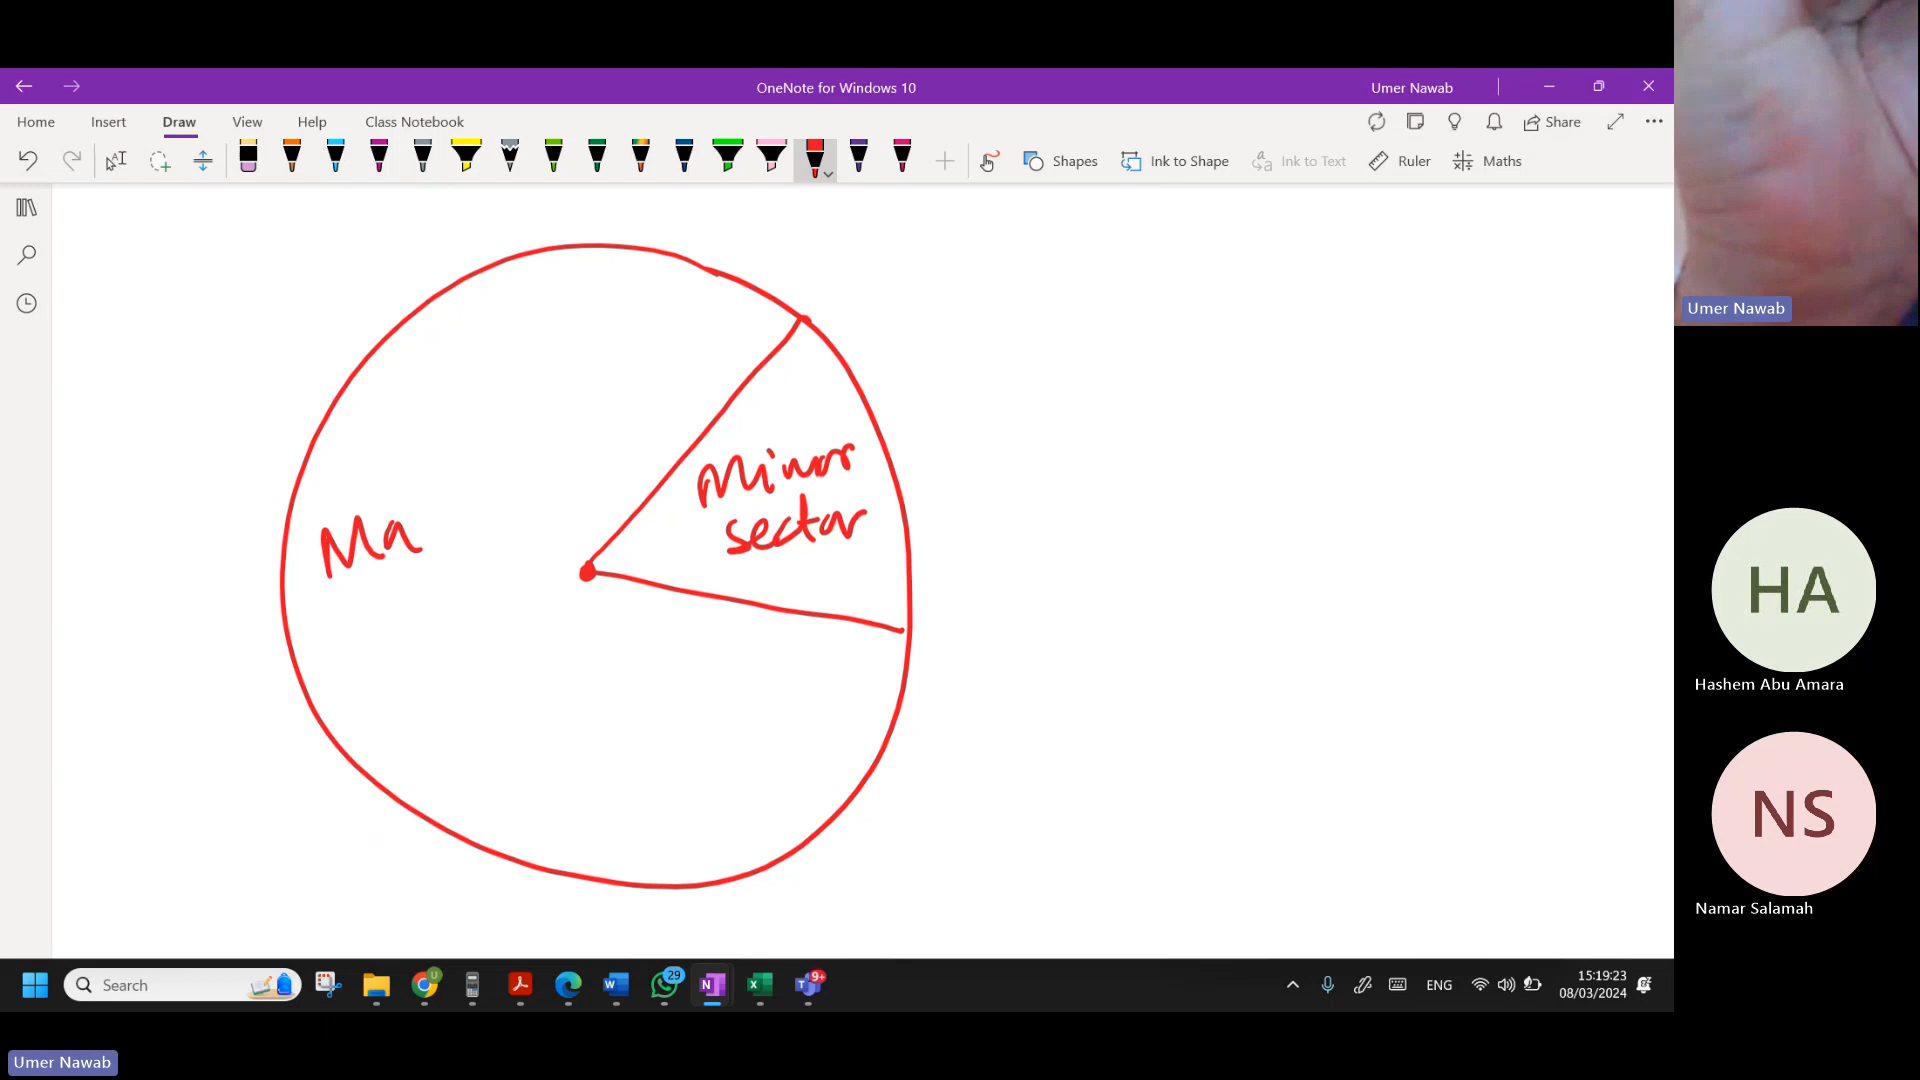 OneNote for Windows 10
Umer Nawab
Home Insert Draw View Help Class Notebook
Share
Shapes Ink to Shape Ink to Text Ruler Maths
Minor
sector
Ma
Umer Nawab
HA
Hashem Abu Amara
NS
Namar Salamah
Search
U
29
9+
ENG
15:19:23
08/03/2024
Umer Nawab